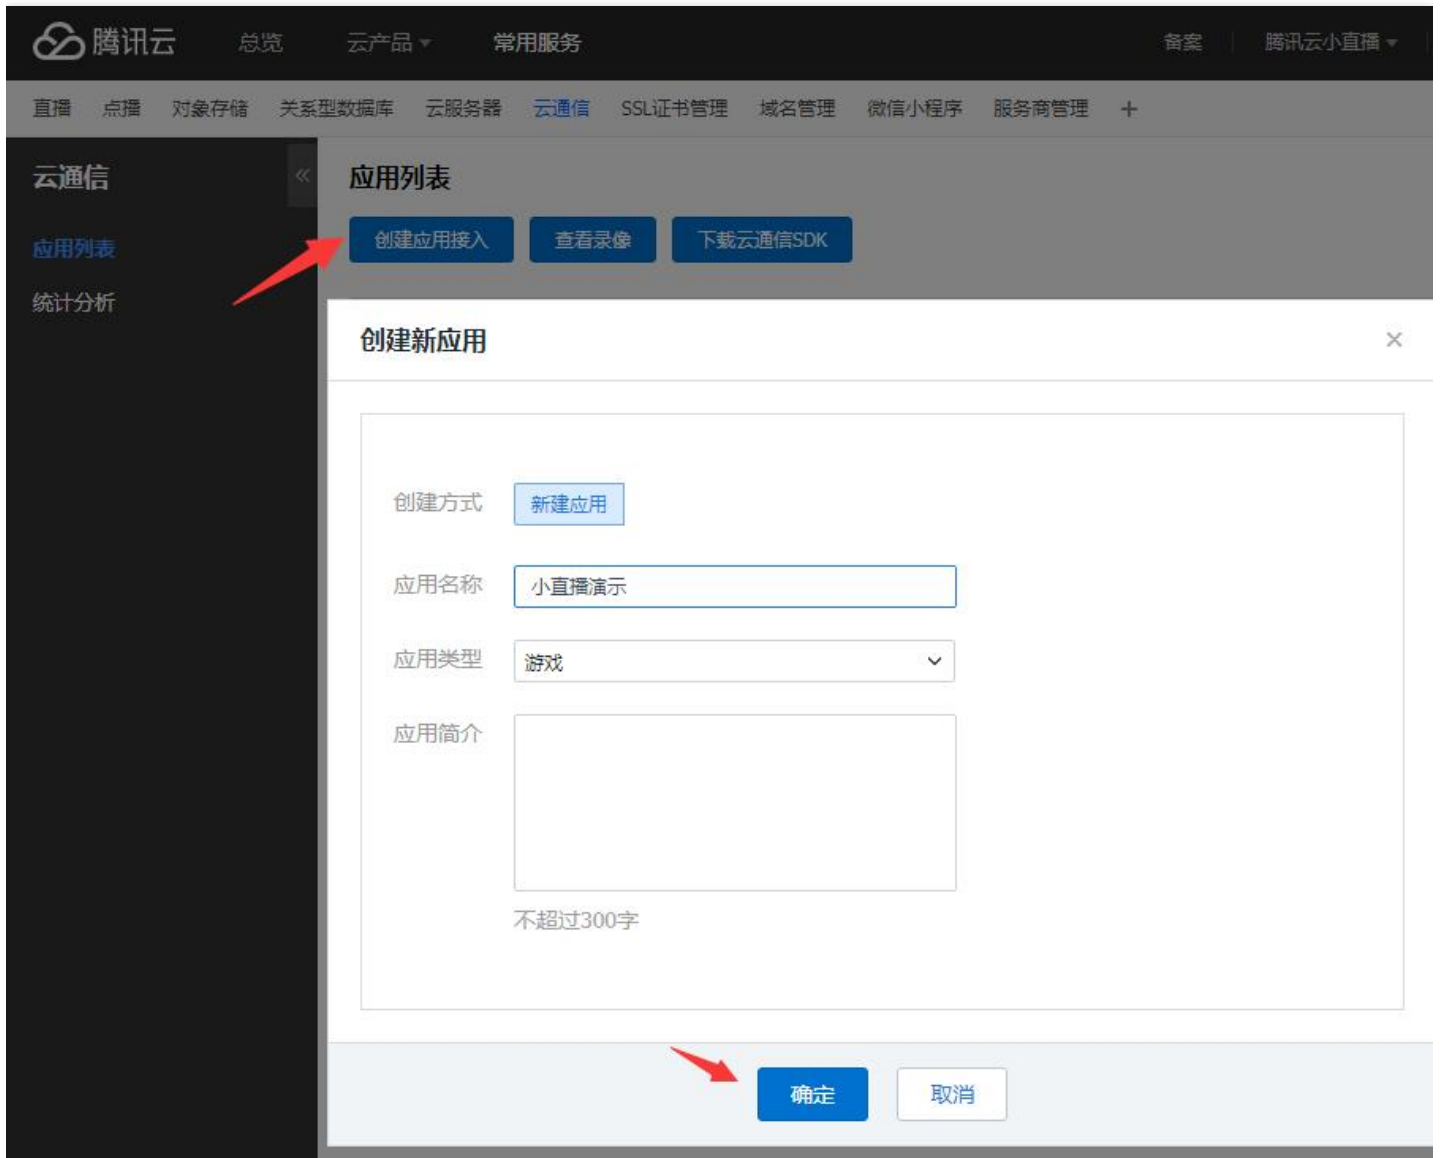 腾讯云 总览 云产品 常用服务 备案 腾讯云小直播
直播 点播 对象存储 关系型数据库 云服务器 云通信 SSL证书管理 域名管理 微信小程序 服务商管理 +
云通信 « 应用列表
应用列表 创建应用接入 查看录像 下载云通信SDK
统计分析
创建新应用 ×
创建方式 新建应用
应用名称 小直播演示
应用类型 游戏
应用简介
不超过300字
确定 取消